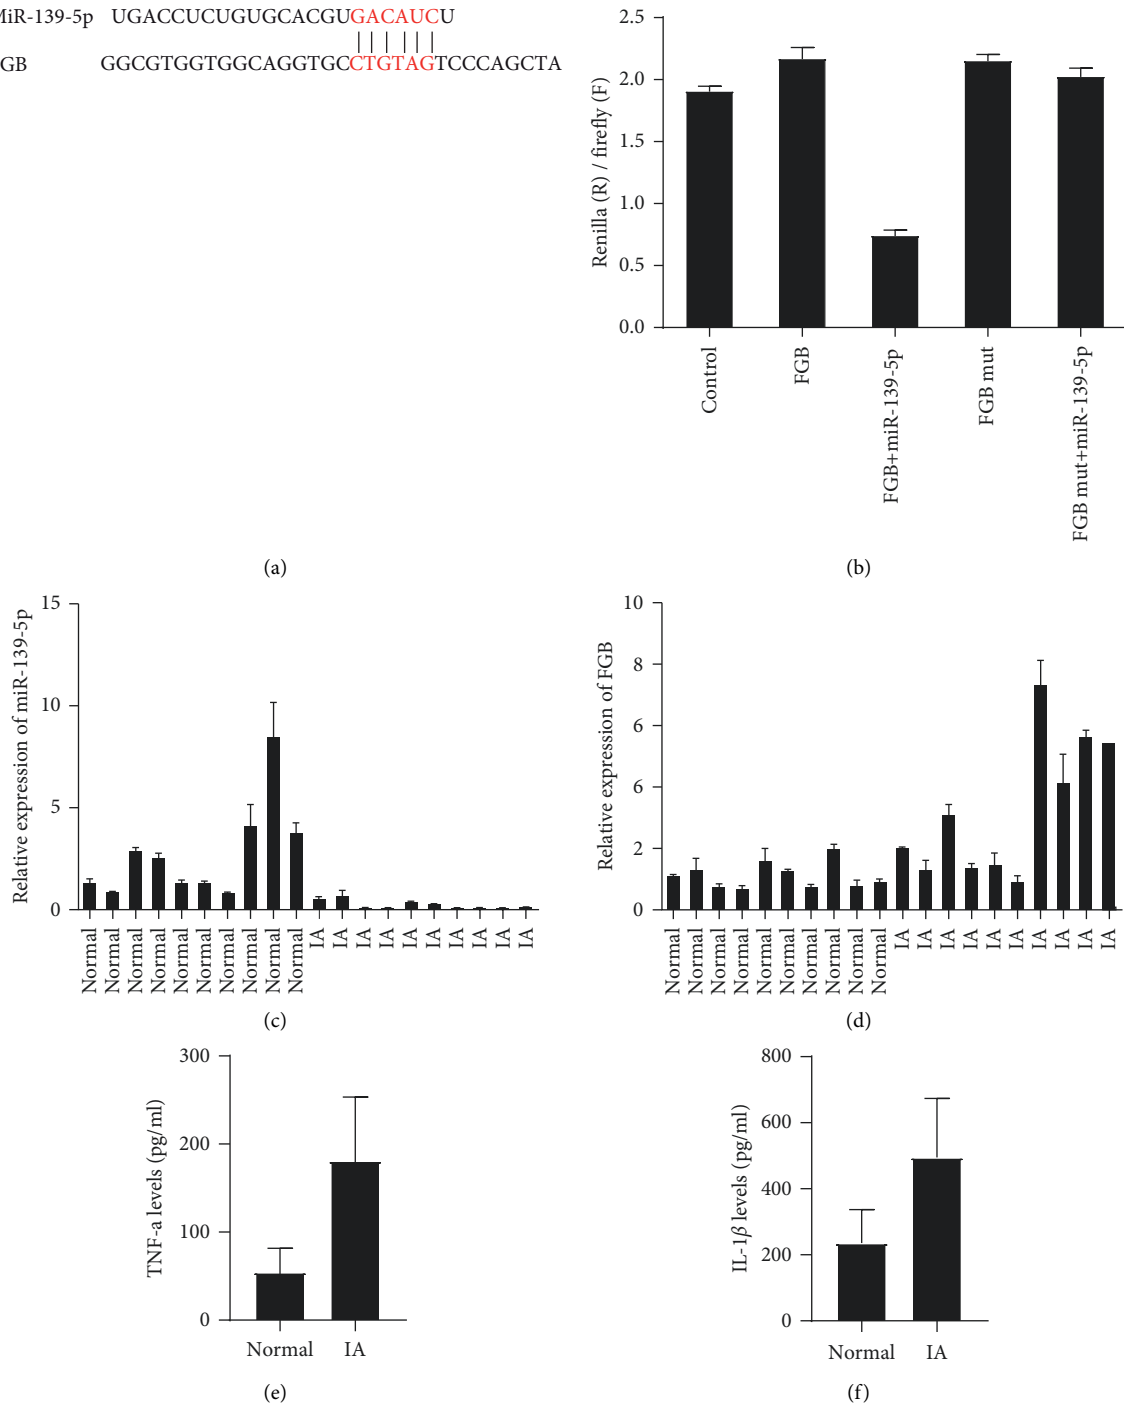 MiR-139-5p UGACCUCUGUGCACGUGACAUCU
GB GGCGTGGTGGCAGGTGCCTGTAGTCCCAGCTA
(a)
Renilla (R) / firefly (F)
2.5
2.0
1.5
1.0
0.5
0.0
Control
FGB
FGB+miR-139-5p
FGB mut
FGB mut+miR-139-5p
(b)
Relative expression of miR-139-5p
15
10
5
0
Normal
Normal
Normal
Normal
Normal
Normal
Normal
Normal
Normal
Normal
IA
IA
IA
IA
IA
IA
IA
IA
IA
IA
(c)
Relative expression of FGB
10
8
6
6
2
0
Normal
Normal
Normal
Normal
Normal
Normal
Normal
Normal
Normal
Normal
IA
IA
IA
IA
IA
IA
IA
IA
IA
IA
(d)
TNF-a levels (pg/ml)
300
200
100
0
Normal
IA
(e)
IL-1β levels (pg/ml)
800
600
400
200
0
Normal
IA
(f)